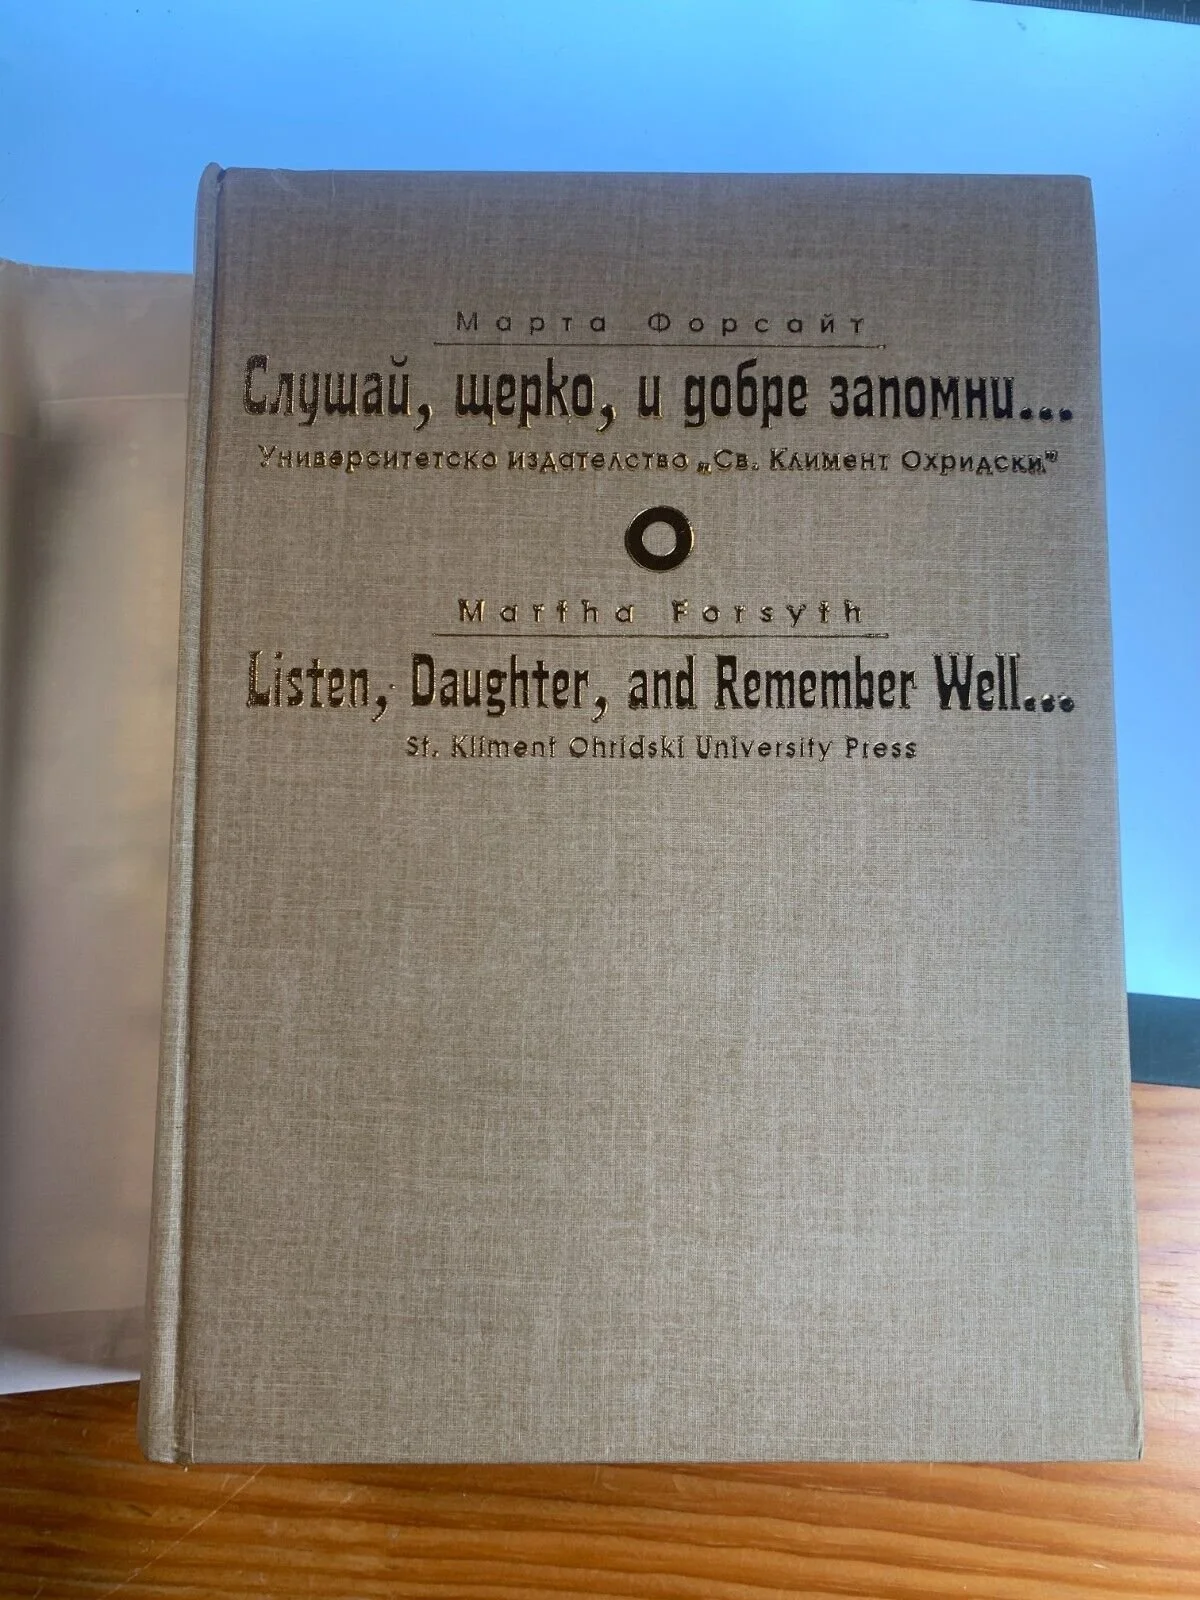 Марта Форсайт
Слушай, щерко, и добре запомни...
Университетско издателство „Св. Климент Охридски"
Martha Forsyth
Listen, Daughter, and Remember Well...
St. Kliment Ohridski University Press